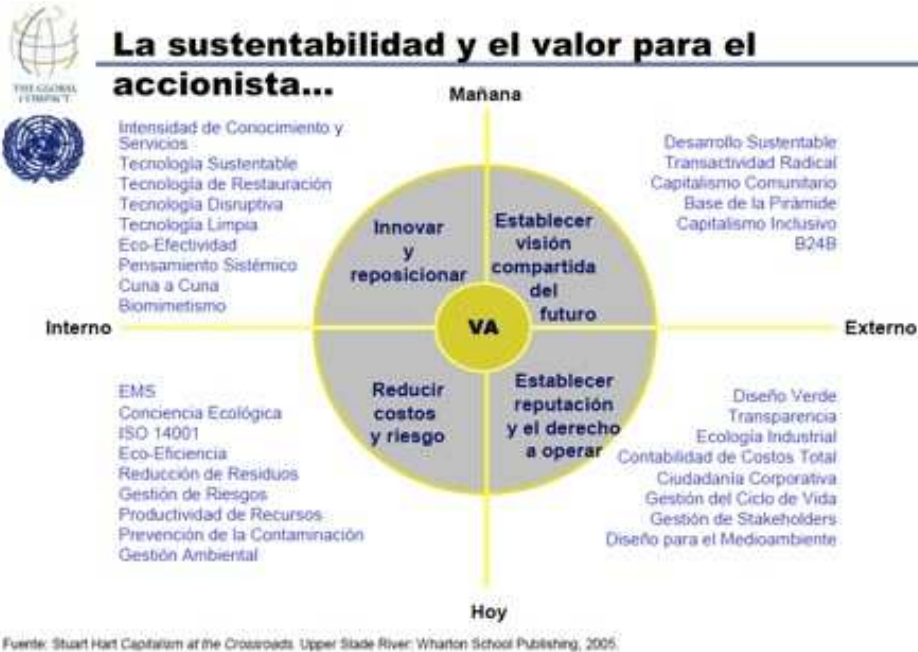 La sustentabilidad y el valor para el
accionista...
THE GLOBAL
COMPACT
Mañana
Intensidad de Conocimiento y
Servicios
Tecnología Sustentable
Tecnología de Restauración
Tecnología Disruptiva
Tecnología Limpia
Eco-Efectividad
Pensamiento Sistémico
Cuna a Cuna
Biomimetismo
Desarrollo Sustentable
Transactividad Radical
Capitalismo Comunitario
Base de la Pirámide
Capitalismo Inclusivo
B24B
Innovar
y
reposicionar
Establecer
visión
compartida
del
futuro
Interno
VA
Externo
Reducir
costos
y riesgo
Establecer
reputación
y el derecho
a operar
EMS
Conciencia Ecológica
ISO 14001
Eco-Eficiencia
Reducción de Residuos
Gestión de Riesgos
Productividad de Recursos
Prevención de la Contaminación
Gestión Ambiental
Diseño Verde
Transparencia
Ecología Industrial
Contabilidad de Costos Total
Ciudadanía Corporativa
Gestión del Ciclo de Vida
Gestión de Stakeholders
Diseño para el Medioambiente
Hoy
Fuente: Stuart Hart Capitalism at the Crossroads. Upper Slade River: Wharton School Publishing, 2005.